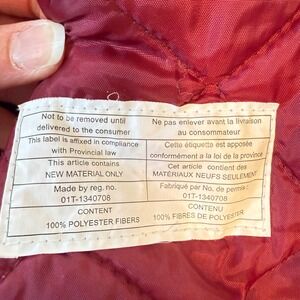 Not to be removed until
delivered to the consumer
This label is affixed in compliance
with Provincial law
This article contains
NEW MATERIAL ONLY
Made by reg. no.
01T-1340708
CONTENT
100% POLYESTER FIBERS
Ne pas enlever avant la livraison
au consommateur
Cette étiquette est apposée
conformément a la loi de la province
Cet article contient des
MATÉRIAUX NEUFS SEULEMENT
Fabriqué par No. de permis :
01T-1340708
CONTENU
100% FIBRES DE POLYESTER